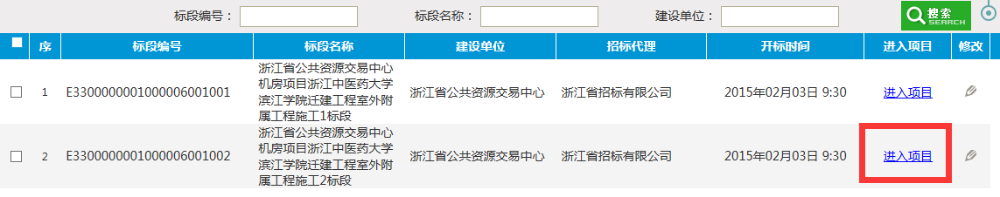 标段编号： 标段名称： 建设单位： 搜索 SEARCH
序 标段编号 标段名称 建设单位 招标代理 开标时间 进入项目 修改
浙江省公共资源交易中心
机房项目浙江中医药大学
1 E3300000001000006001001 浙江省公共资源交易中心 浙江省招标有限公司 2015年02月03日 9:30 进入项目
滨江学院迁建工程室外附
属工程施工1标段
浙江省公共资源交易中心
机房项目浙江中医药大学
2 E3300000001000006001002 浙江省公共资源交易中心 浙江省招标有限公司 2015年02月03日 9:30 进入项目
滨江学院迁建工程室外附
属工程施工2标段